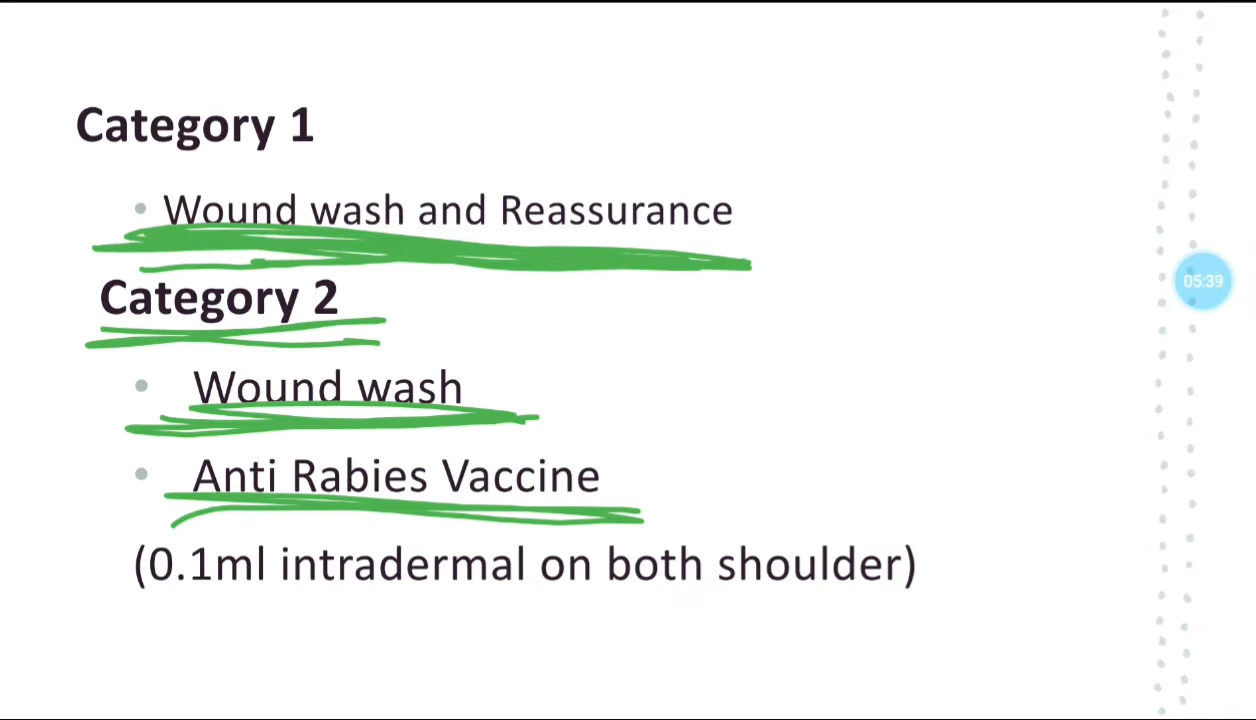 Category 1
• Wound wash and Reassurance
Category 2
• Wound wash
• Anti Rabies Vaccine
(0.1ml intradermal on both shoulder)
05:39